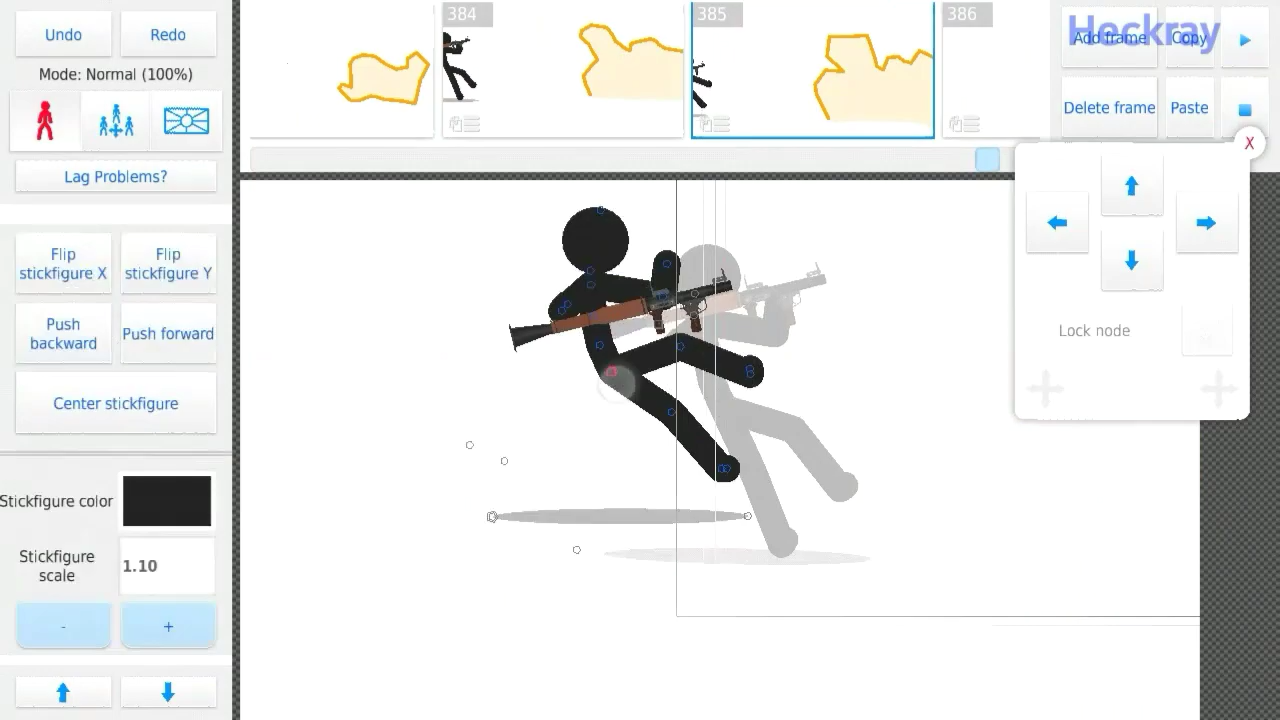 Undo
Redo
384
385
386
Heckray
Add frame
Copy
Mode: Normal (100%)
Delete frame
Paste
X
Lag Problems?
Flip
stickfigure X
Flip
stickfigure Y
Push
backward
Push forward
Lock node
Center stickfigure
Stickfigure color
Stickfigure
scale
1.10
-
+